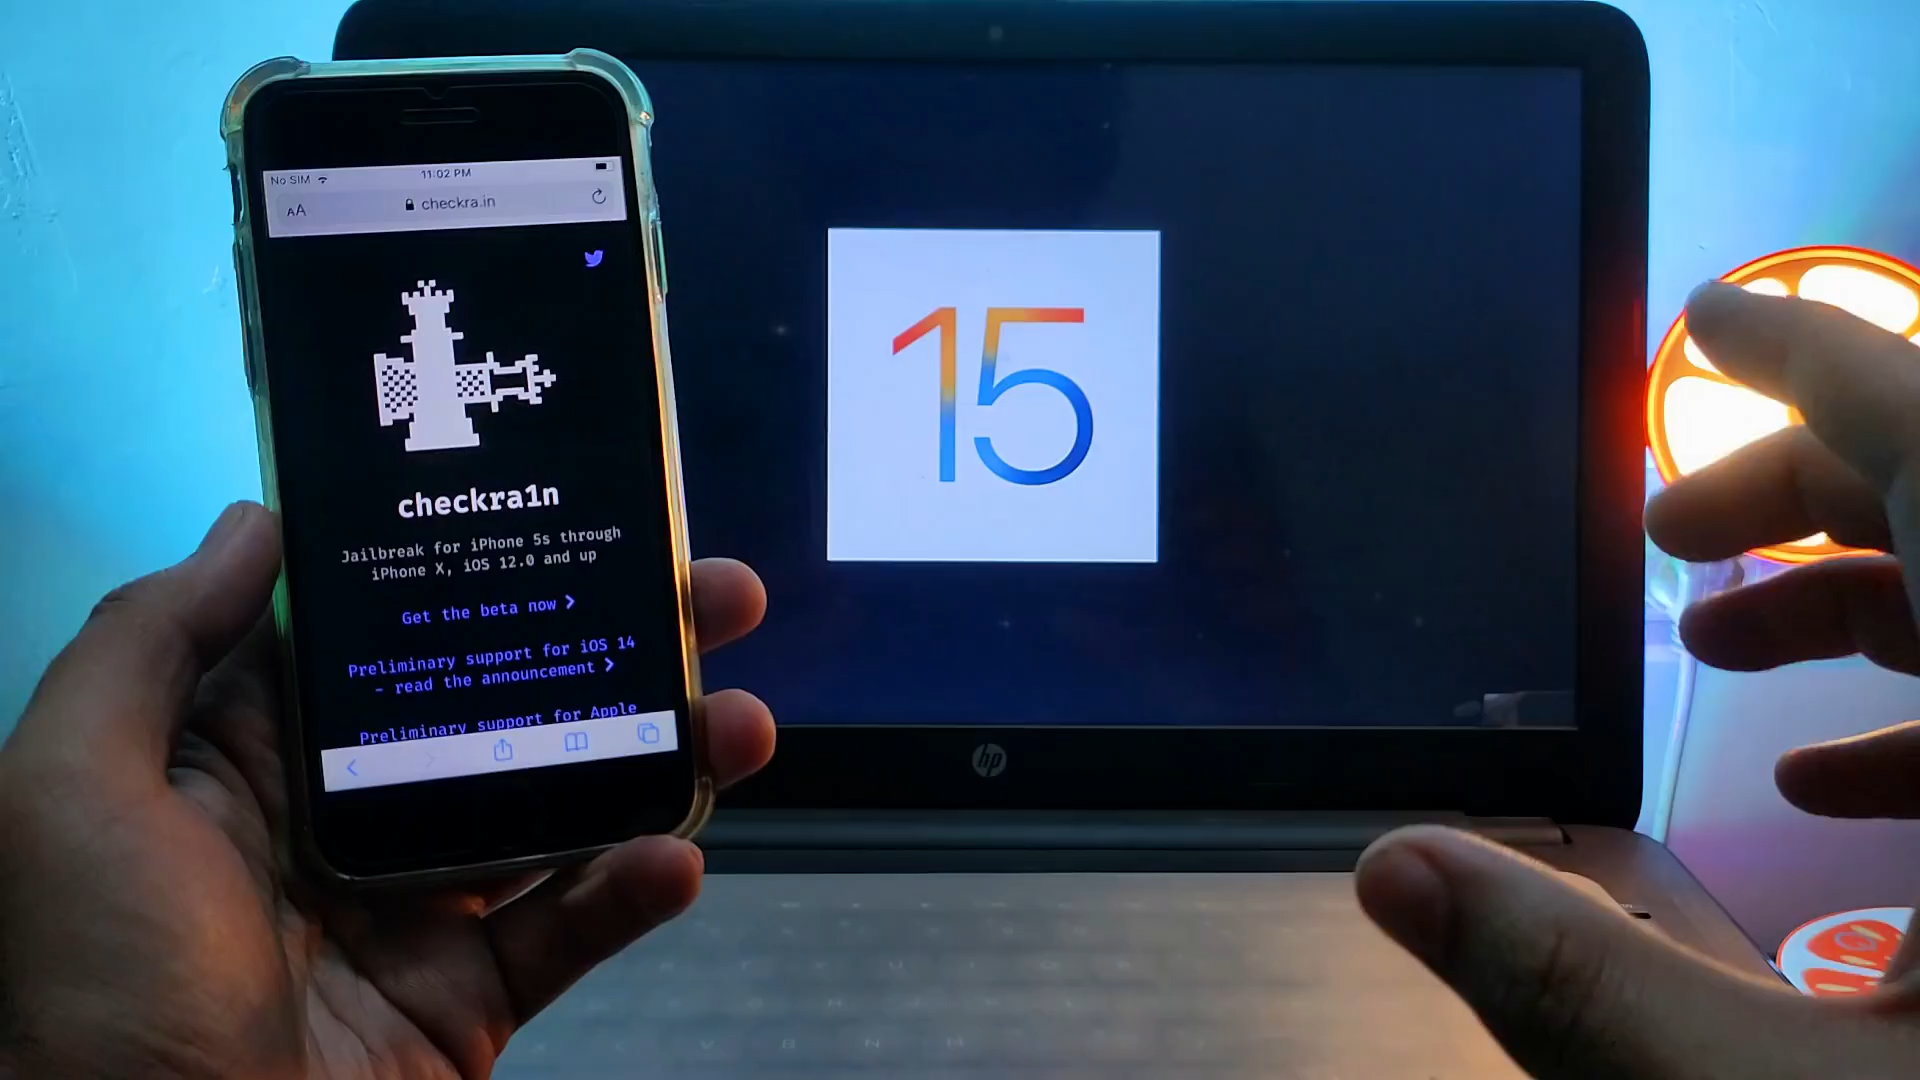 No SIM
11:02 PM
AA
checkra.in
checkra1n
Jailbreak for iPhone 5s through
iPhone X, iOS 12.0 and up
Get the beta now
Preliminary support for iOS 14
- read the announcement
Preliminary support for Apple
15
hp